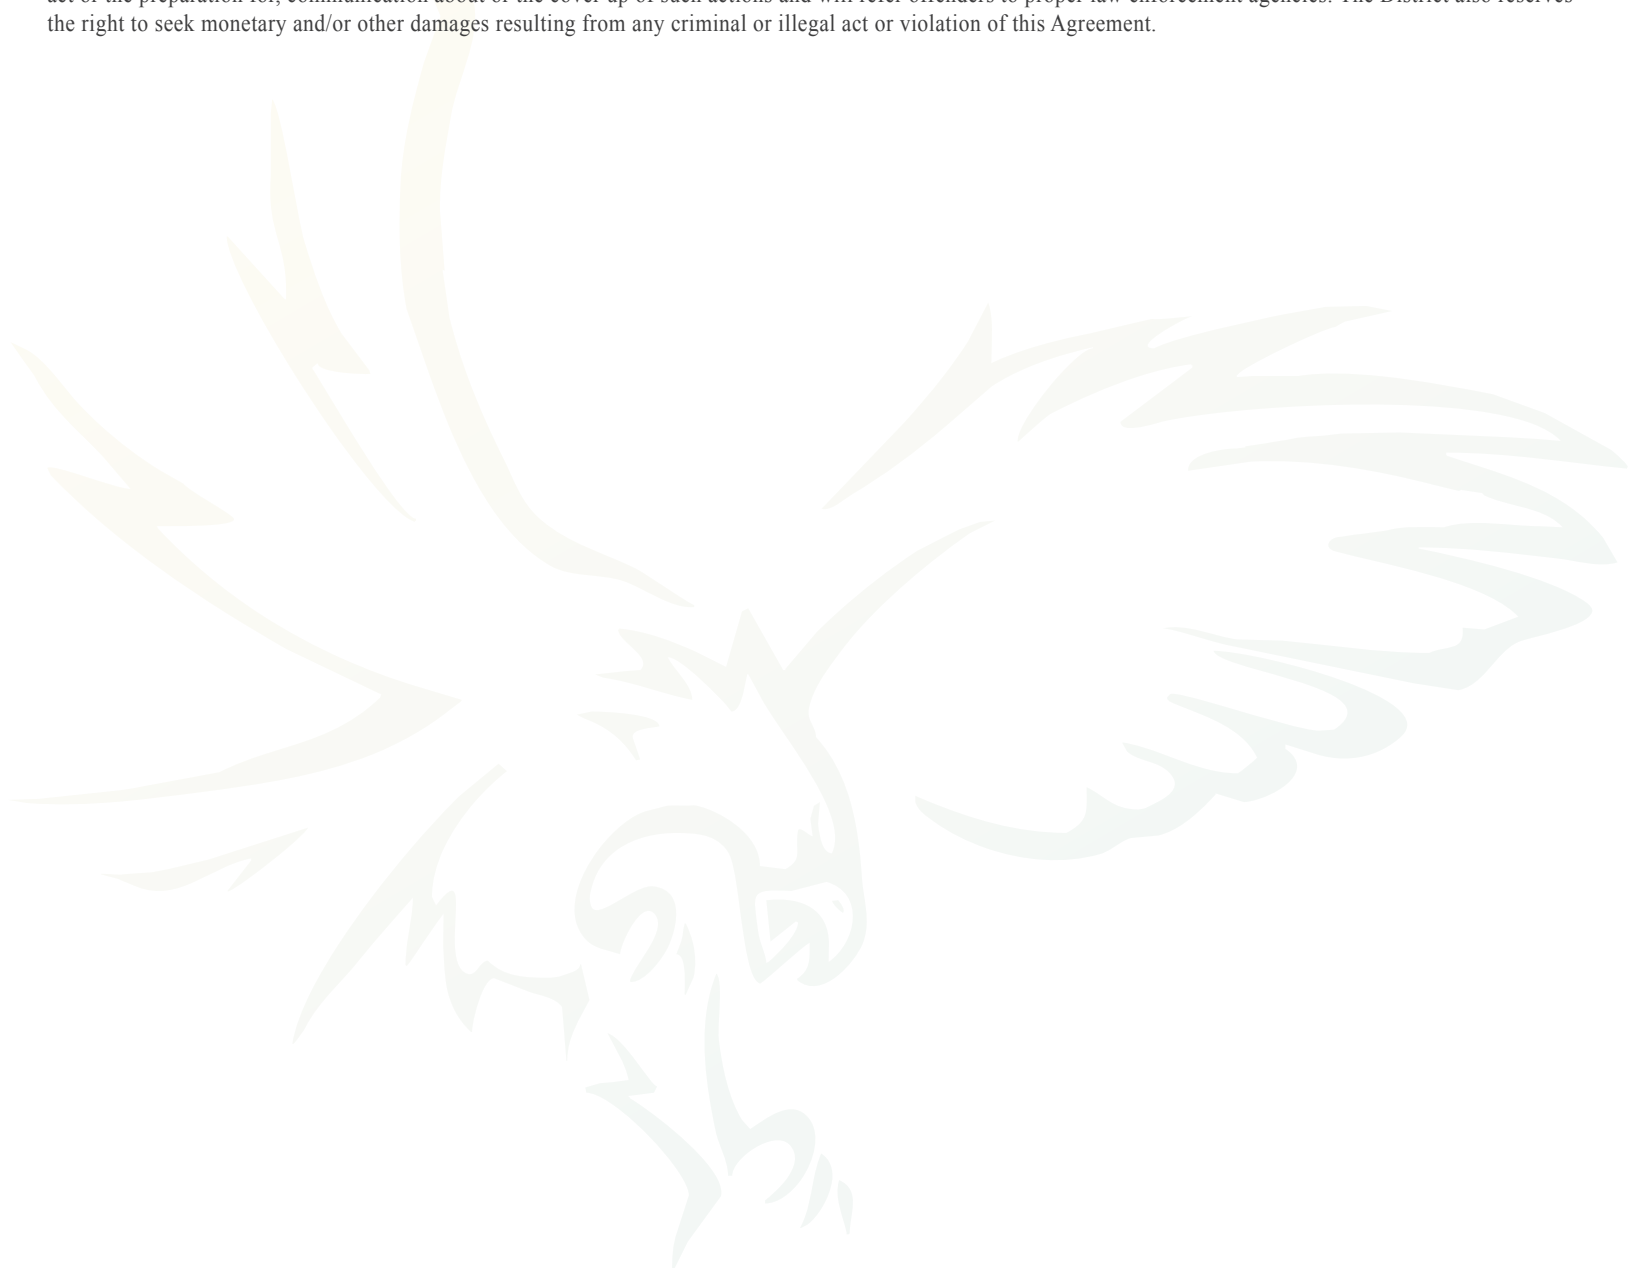 act or the preparation for, communication about or the cover-up of such actions and will refer offenders to proper law enforcement agencies. The District also reserves
the right to seek monetary and/or other damages resulting from any criminal or illegal act or violation of this Agreement.